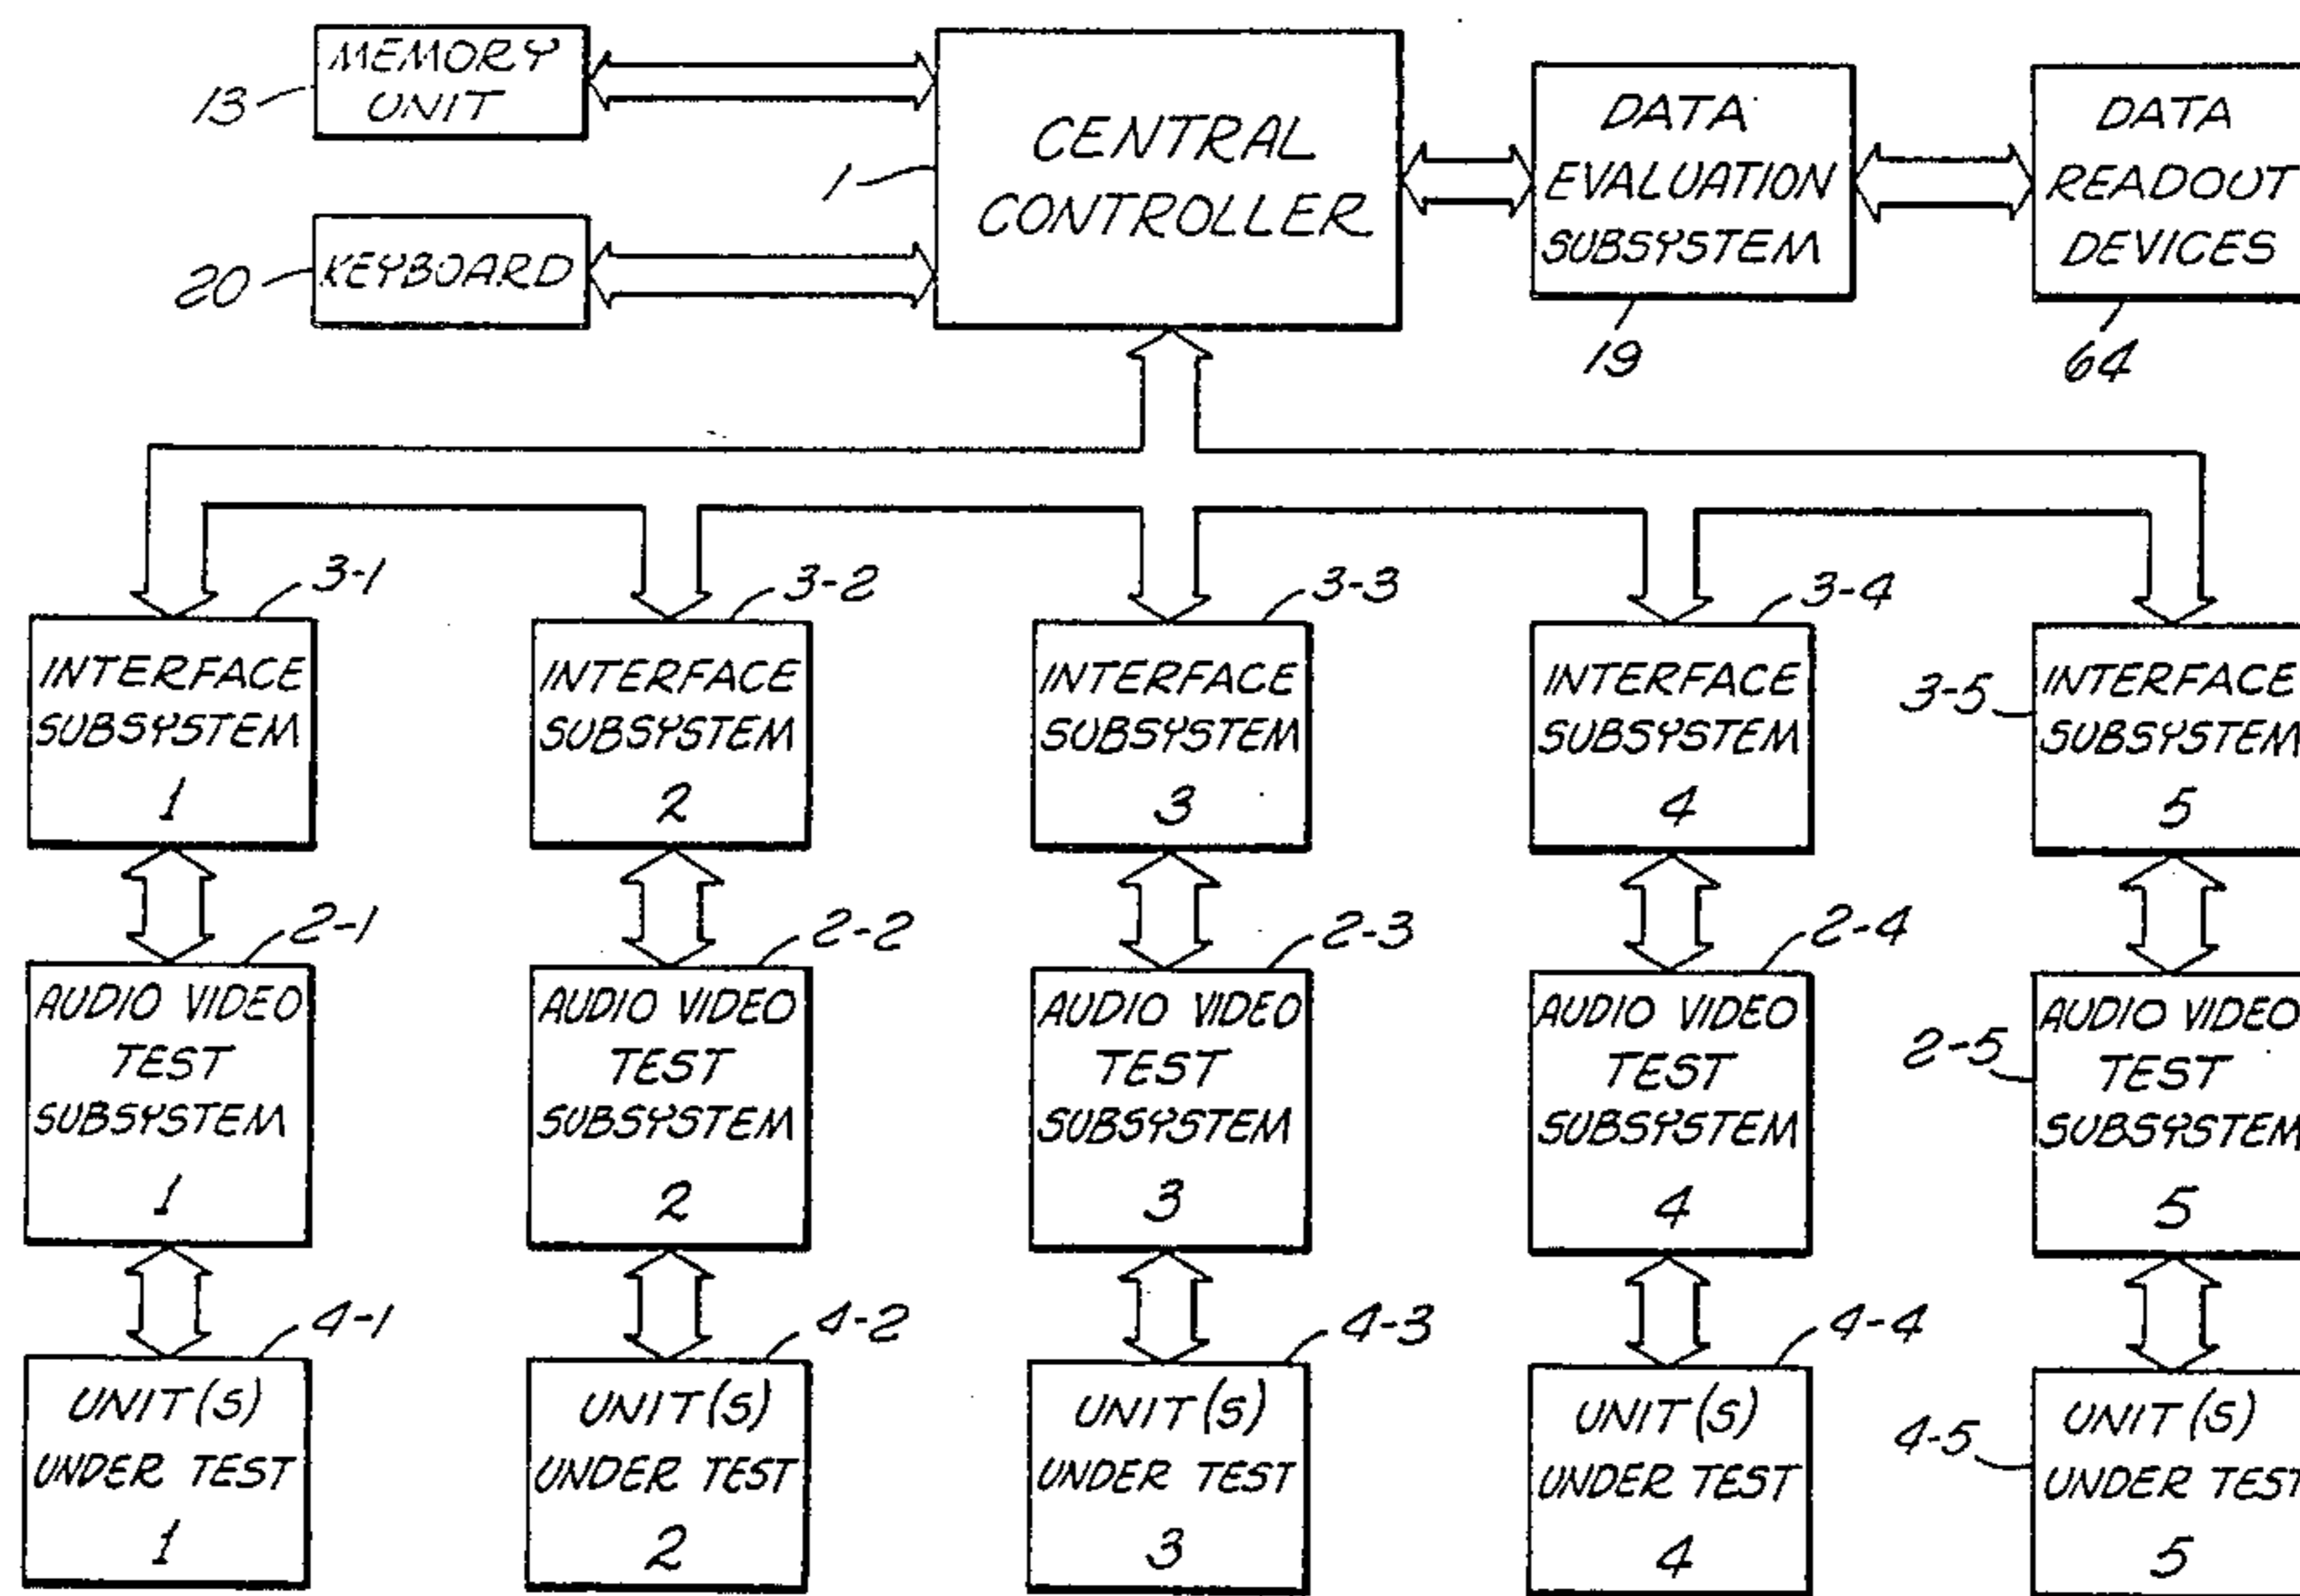 MEMORY
UNIT
13
KEYBOARD
20
CENTRAL
CONTROLLER
1
DATA
EVALUATION
SUBSYSTEM
19
DATA
READOUT
DEVICES
64
3-1
3-2
3-3
3-4
3-5
INTERFACE
SUBSYSTEM
1
INTERFACE
SUBSYSTEM
2
INTERFACE
SUBSYSTEM
3
INTERFACE
SUBSYSTEM
4
INTERFACE
SUBSYSTEM
5
2-1
2-2
2-3
2-4
2-5
AUDIO VIDEO
TEST
SUBSYSTEM
1
AUDIO VIDEO
TEST
SUBSYSTEM
2
AUDIO VIDEO
TEST
SUBSYSTEM
3
AUDIO VIDEO
TEST
SUBSYSTEM
4
AUDIO VIDEO
TEST
SUBSYSTEM
5
4-1
4-2
4-3
4-4
4-5
UNIT(S)
UNDER TEST
1
UNIT(S)
UNDER TEST
2
UNIT(S)
UNDER TEST
3
UNIT(S)
UNDER TEST
4
UNIT(S)
UNDER TEST
5